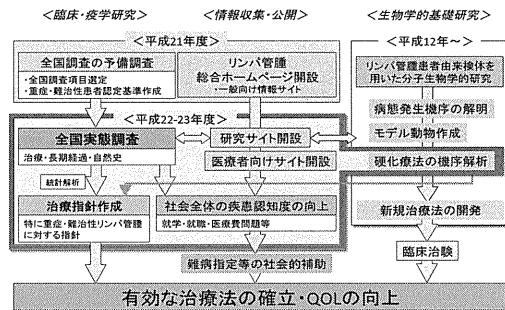 ＜臨床・疫学研究＞
＜情報収集・公開＞
＜生物学的基礎研究＞
＜平成21年度＞
＜平成12年～＞
全国調査の予備調査
・全国調査項目選定
・重症・難治性患者認定基準作成
リンパ管腫
総合ホームページ開設
・一般向け情報サイト
リンパ管腫患者由来検体を
用いた分子生物学的研究
病態発生機序の解明
モデル動物作成
＜平成22-23年度＞
全国実態調査
治療・長期経過・自然史
研究サイト開設
医療者向けサイト開設
硬化療法の機序解析
統計解析
治療指針作成
特に重症・難治性リンパ管腫
に対する指針
社会全体の疾患認知度の向上
就学・就職・医療費問題等
新規治療法の開発
難病指定等の社会的補助
臨床治験
有効な治療法の確立・QOLの向上